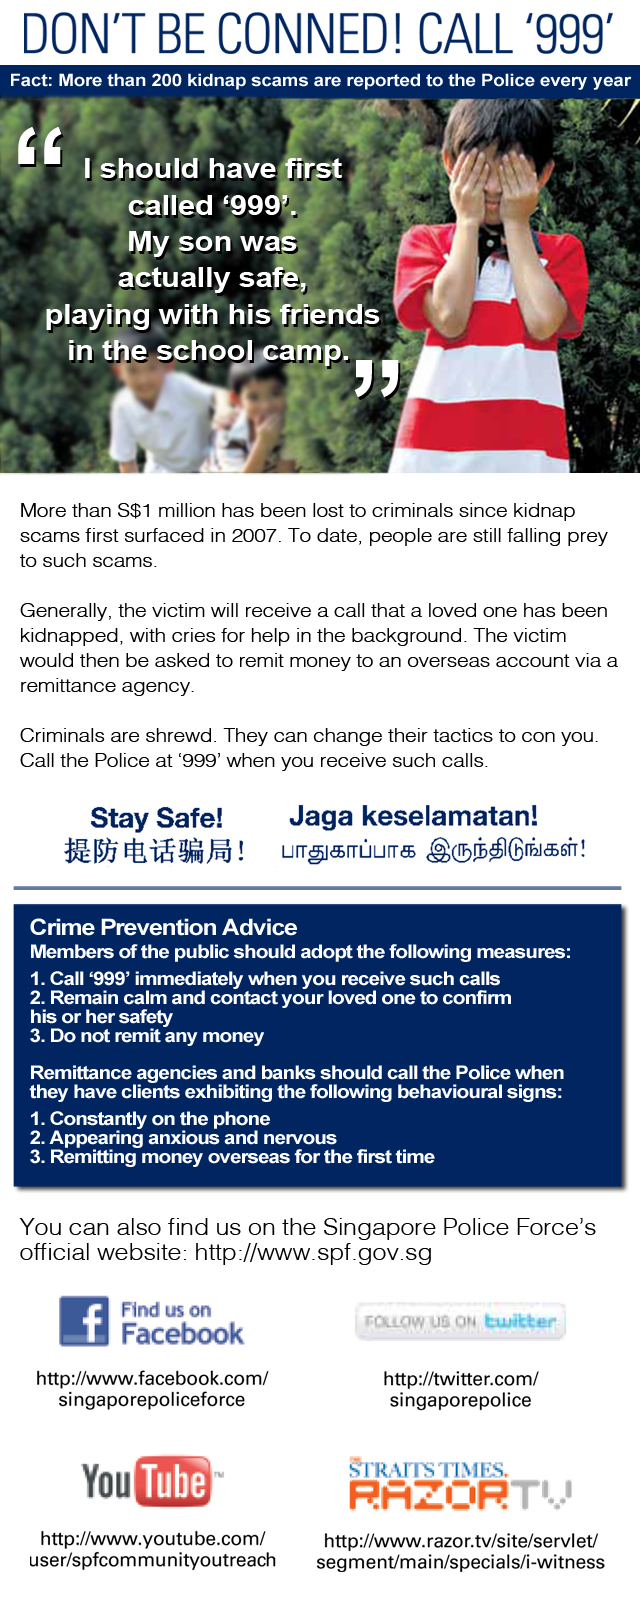 DON'T BE CONNED! CALL ‘999’
Fact: More than 200 kidnap scams are reported to the Police every year
“ I should have first
called ‘999’.
My son was
actually safe,
playing with his friends
in the school camp. ”
More than S$1 million has been lost to criminals since kidnap
scams first surfaced in 2007. To date, people are still falling prey
to such scams.
Generally, the victim will receive a call that a loved one has been
kidnapped, with cries for help in the background. The victim
would then be asked to remit money to an overseas account via a
remittance agency.
Criminals are shrewd. They can change their tactics to con you.
Call the Police at ‘999’ when you receive such calls.
Stay Safe!
提防电话骗局!
Jaga keselamatan!
பாதுகாப்பாக இருந்திடுங்கள்!
Crime Prevention Advice
Members of the public should adopt the following measures:
1. Call ‘999’ immediately when you receive such calls
2. Remain calm and contact your loved one to confirm
his or her safety
3. Do not remit any money
Remittance agencies and banks should call the Police when
they have clients exhibiting the following behavioural signs:
1. Constantly on the phone
2. Appearing anxious and nervous
3. Remitting money overseas for the first time
You can also find us on the Singapore Police Force's
official website: http://www.spf.gov.sg
f Find us on
Facebook
http://www.facebook.com/
singaporepoliceforce
FOLLOW US ON twitter
http://twitter.com/
singaporepolice
YouTube™
http://www.youtube.com/
user/spfcommunityoutreach
THE
STRAITS TIMES
RAZORTV
http://www.razor.tv/site/servlet/
segment/main/specials/i-witness